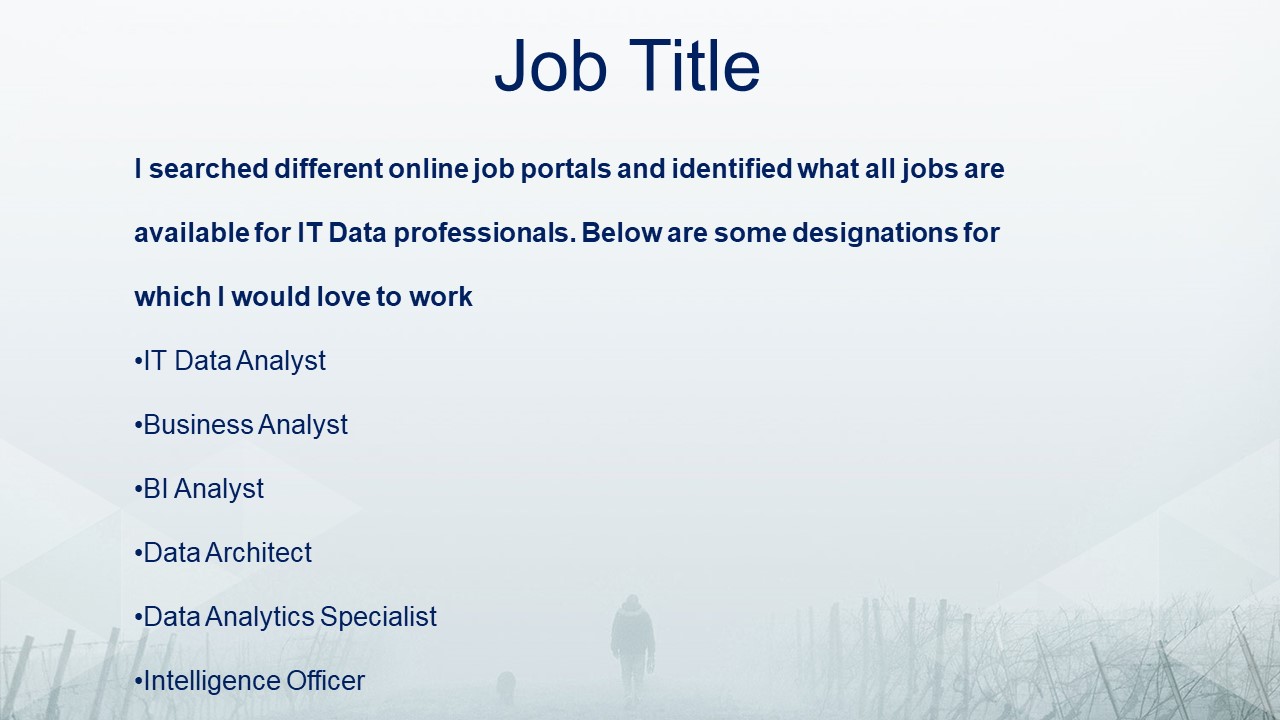 Job Title
I searched different online job portals and identified what all jobs are
available for IT Data professionals. Below are some designations for
which I would love to work
•IT Data Analyst
•Business Analyst
•BI Analyst
•Data Architect
•Data Analytics Specialist
•Intelligence Officer